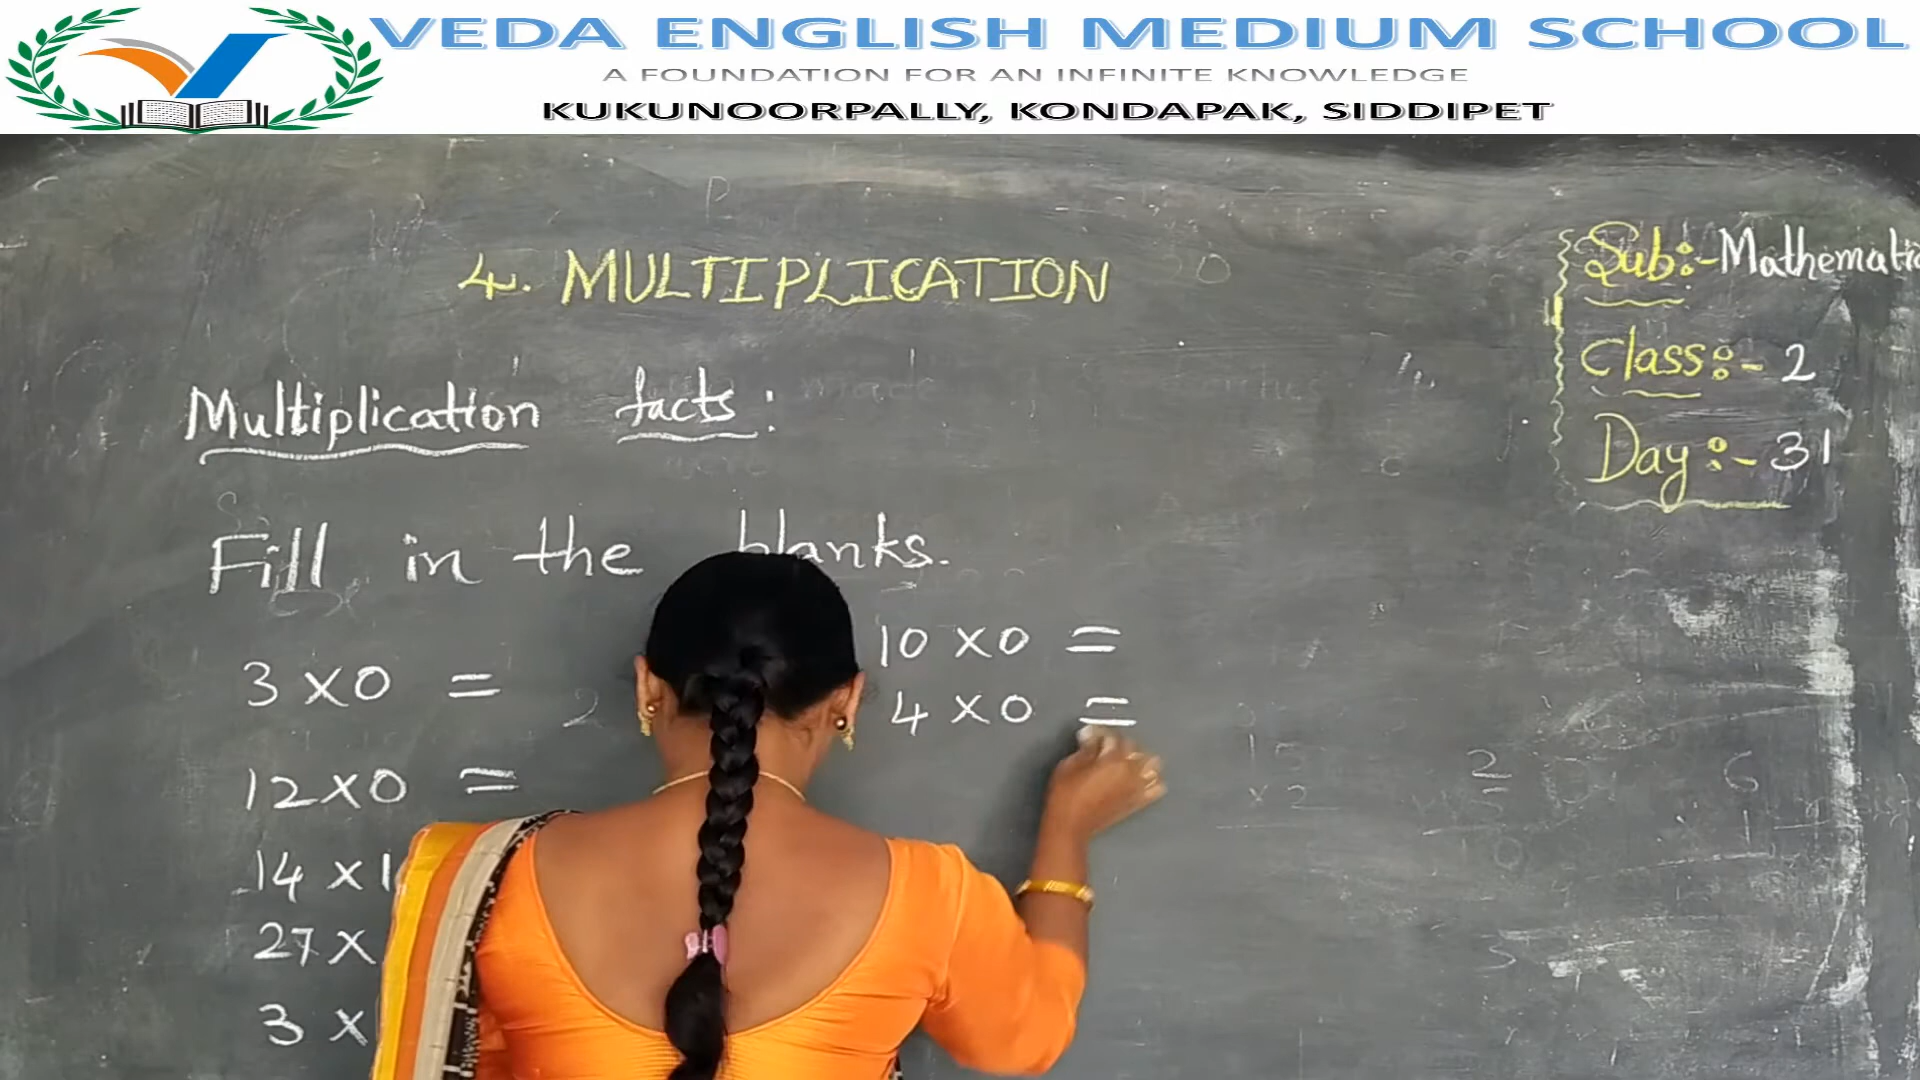 VEDA ENGLISH MEDIUM SCHOOL
A FOUNDATION FOR AN INFINITE KNOWLEDGE
KUKUNOORPALLY, KONDAPAK, SIDDIPET
4. MULTIPLICATION
Sub:- Mathematic
Class:- 2
Day:- 31
Multiplication facts:
Fill in the blanks.
3 X 0 =
12 X 0 =
14 X 1
27 X
3 X
10 X 0 =
4 X 0 =